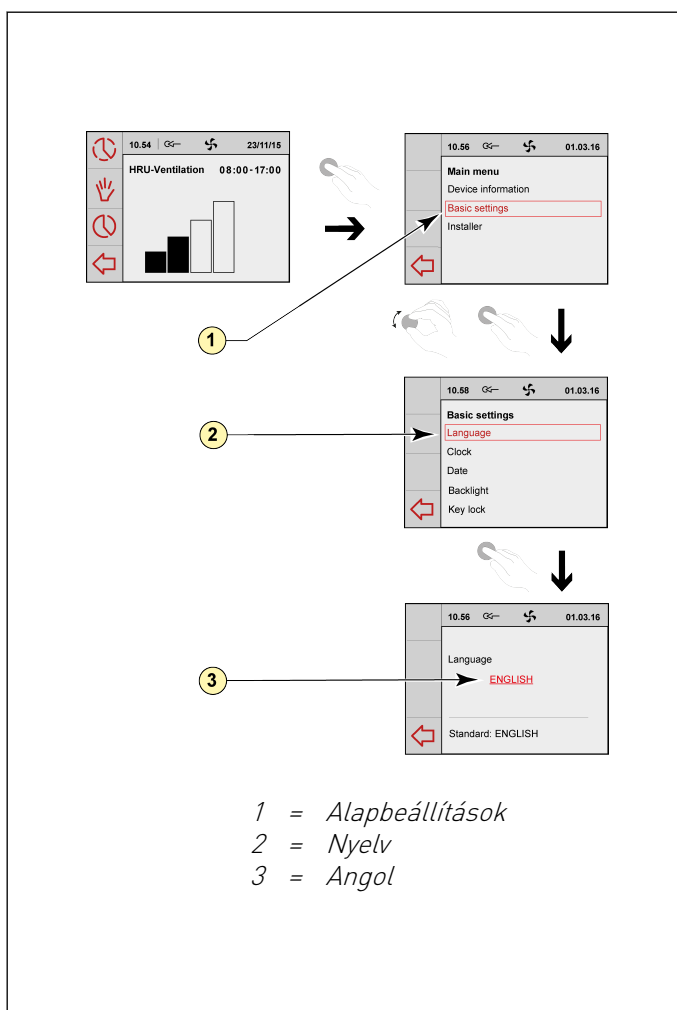 10.54 23/11/15
HRU-Ventilation 08:00-17:00
10.56 01.03.16
Main menu
Device information
Basic settings
Installer
1
10.58 01.03.16
Basic settings
Language
Clock
Date
Backlight
Key lock
2
10.56 01.03.16
Language
ENGLISH
Standard: ENGLISH
3
1 = Alapbeállítások
2 = Nyelv
3 = Angol